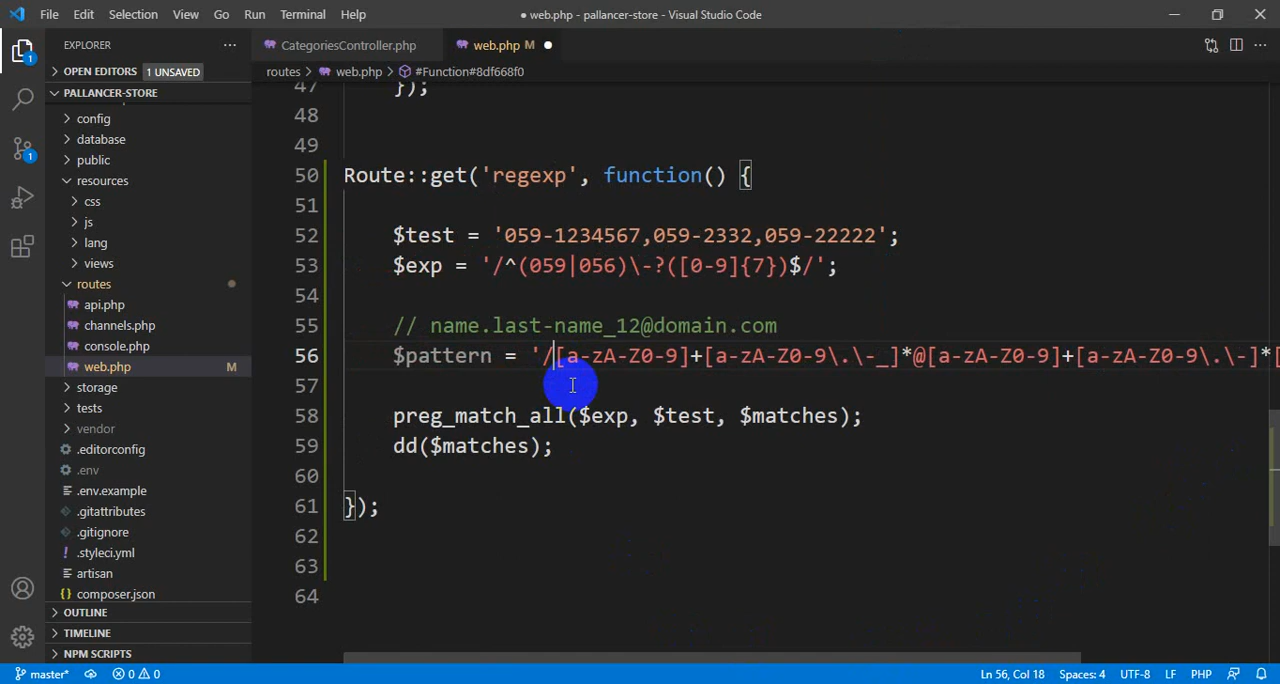 File Edit Selection View Go Run Terminal Help
● web.php - pallancer-store - Visual Studio Code
EXPLORER
CategoriesController.php
web.php M
OPEN EDITORS 1 UNSAVED
routes > web.php > #Function#8df668f0
PALLANCER-STORE
config
database
public
resources
css
js
lang
views
routes
api.php
channels.php
console.php
web.php M
storage
tests
vendor
.editorconfig
.env
.env.example
.gitattributes
.gitignore
.styleci.yml
artisan
composer.json
OUTLINE
TIMELINE
NPM SCRIPTS
47 });
48
49
50 Route::get('regexp', function() {
51
52 $test = '059-1234567,059-2332,059-22222';
53 $exp = '/^(059|056)\-?([0-9]{7})$/';
54
55 // name.last-name_12@domain.com
56 $pattern = '/[a-zA-Z0-9]+[a-zA-Z0-9\.\-_]*@[a-zA-Z0-9]+[a-zA-Z0-9\.\-]*[
57
58 preg_match_all($exp, $test, $matches);
59 dd($matches);
60
61 });
62
63
64
1
1
master* 0 0 Ln 56, Col 18 Spaces: 4 UTF-8 LF PHP